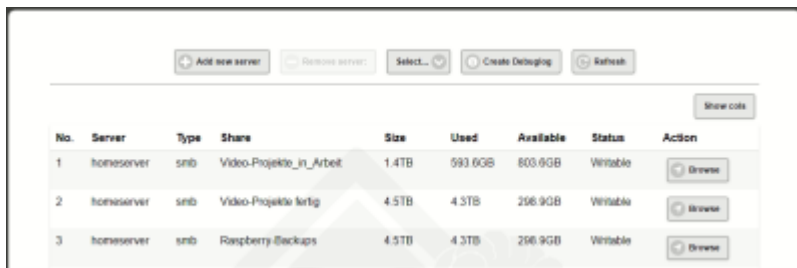 Add new server Remove server Select... Create Debuglog Refresh
Show cols
No. Server Type Share Size Used Available Status Action
1 homeserver smb Video-Projekte_in_Arbeit 1.4TB 593.6GB 803.6GB Writable Browse
2 homeserver smb Video-Projekte fertig 4.5TB 4.3TB 298.9GB Writable Browse
3 homeserver smb Raspberry-Backups 4.5TB 4.3TB 298.9GB Writable Browse